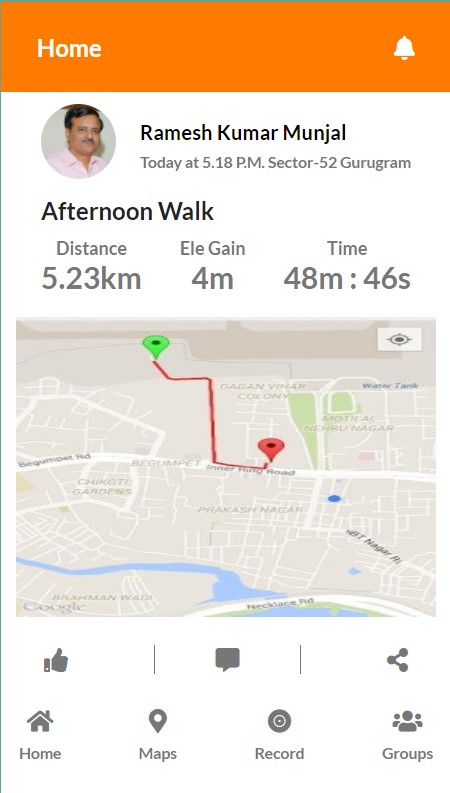 Home
Ramesh Kumar Munjal
Today at 5.18 P.M. Sector-52 Gurugram
Afternoon Walk
Distance Ele Gain Time
5.23km 4m 48m : 46s
GAGAN VIHAR
COLONY
Water Tank
MOTILAL
NEHRU NAGAR
Begumpet Rd
BEGUMPET
Inner Ring Road
CHIKOTI
GARDENS
PRAKASH NAGAR
SBT Nagar Rd
BRAHMAN WADI
Google
Necklace Rd
Home Maps Record Groups